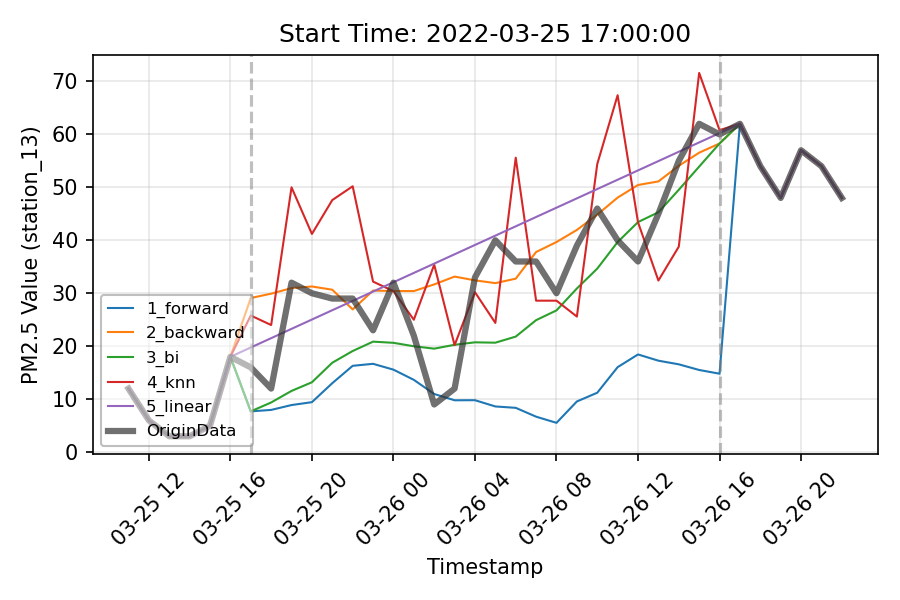 Start Time: 2022-03-25 17:00:00
PM2.5 Value (station_13)
70
60
50
40
30
20
10
0
1_forward
2_backward
3_bi
4_knn
5_linear
OriginData
03-25 12
03-25 16
03-25 20
03-26 00
03-26 04
03-26 08
03-26 12
03-26 16
03-26 20
Timestamp